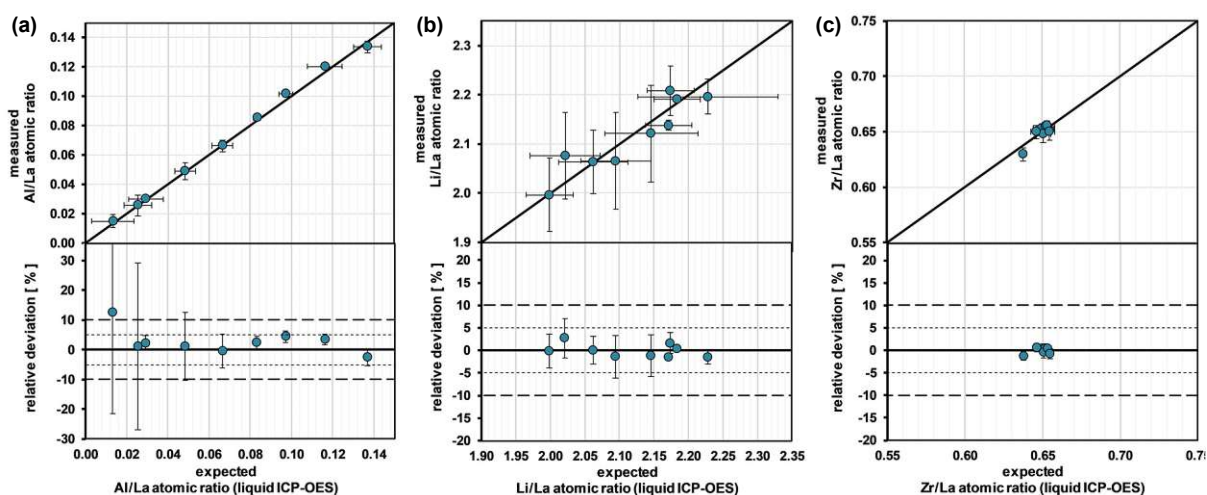 (a)
measured
Al/La atomic ratio
0.14
0.12
0.10
0.08
0.06
0.04
0.02
0.00
relative deviation [ % ]
30
20
10
0
-10
-20
-30
0.00 0.02 0.04 0.06 0.08 0.10 0.12 0.14
expected
Al/La atomic ratio (liquid ICP-OES)
(b)
measured
Li/La atomic ratio
2.3
2.2
2.1
2.0
1.9
relative deviation [ % ]
20
15
10
5
0
-5
-10
-15
-20
1.90 1.95 2.00 2.05 2.10 2.15 2.20 2.25 2.30 2.35
expected
Li/La atomic ratio (liquid ICP-OES)
(c)
measured
Zr/La atomic ratio
0.75
0.70
0.65
0.60
0.55
relative deviation [ % ]
20
15
10
5
0
-5
-10
-15
-20
0.55 0.60 0.65 0.70 0.75
expected
Zr/La atomic ratio (liquid ICP-OES)